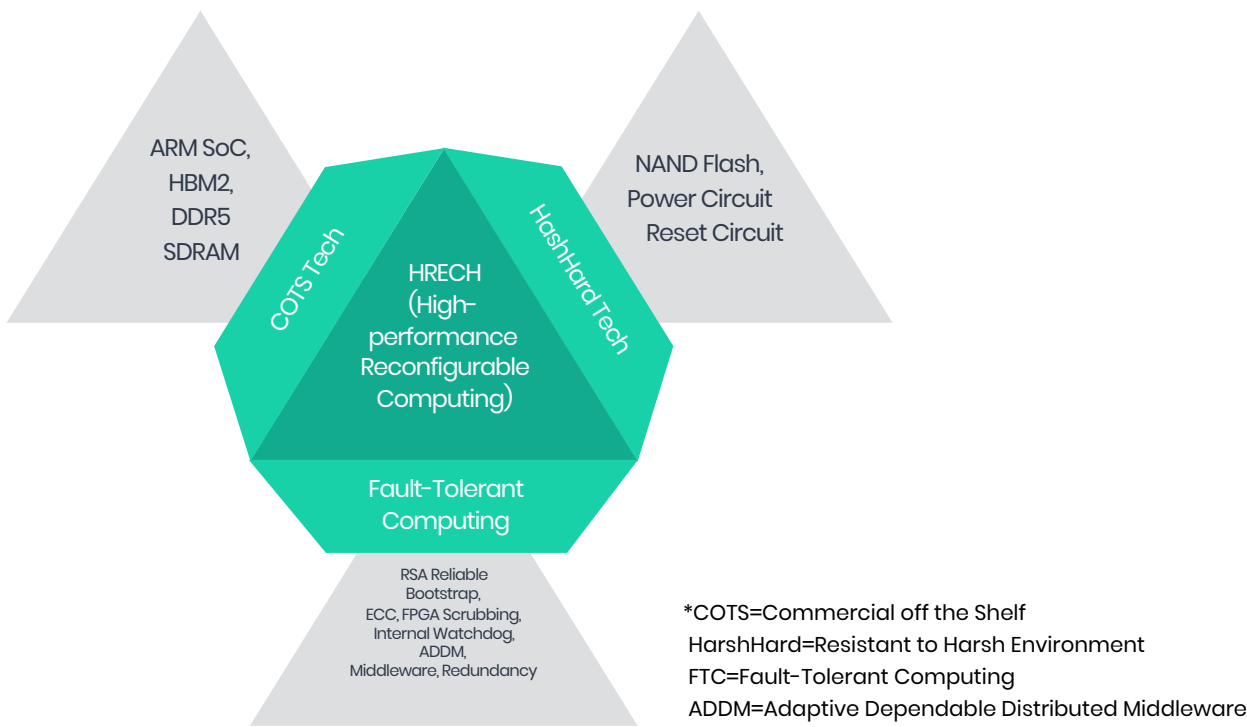 ARM SoC,
HBM2,
DDR5
SDRAM
NAND Flash,
Power Circuit
Reset Circuit
COTS Tech
HashHard Tech
HRECH
(High-
performance
Reconfigurable
Computing)
Fault-Tolerant
Computing
RSA Reliable
Bootstrap,
ECC, FPGA Scrubbing,
Internal Watchdog,
ADDM,
Middleware, Redundancy
*COTS=Commercial off the Shelf
HarshHard=Resistant to Harsh Environment
FTC=Fault-Tolerant Computing
ADDM=Adaptive Dependable Distributed Middleware